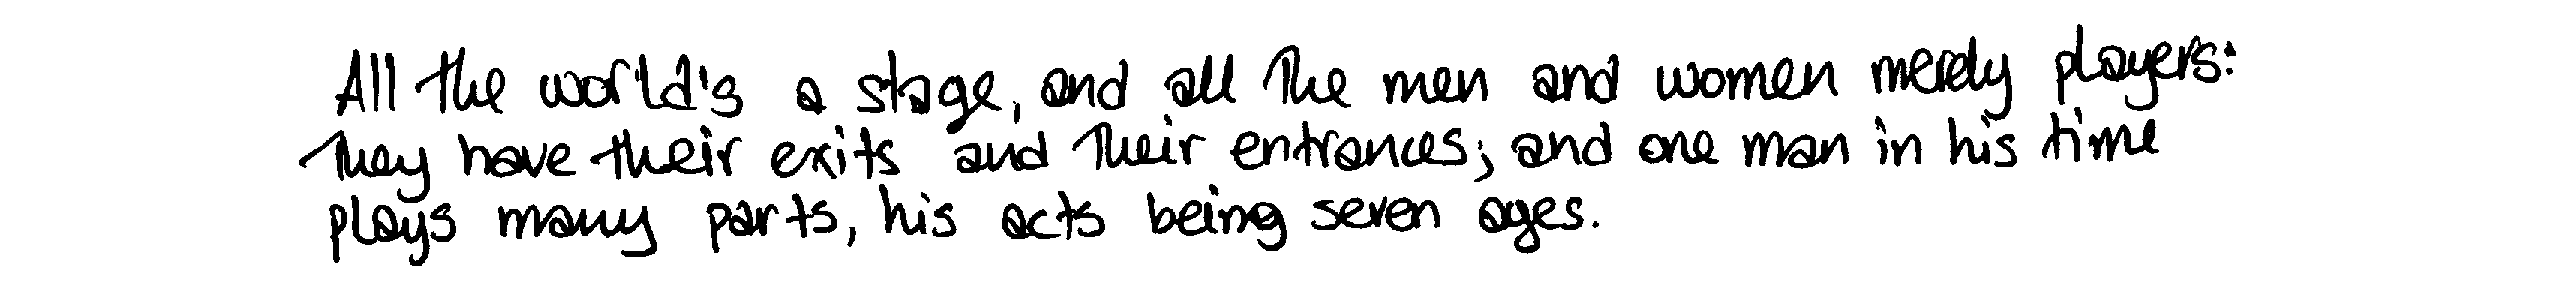 All the world's a stage, and all the men and women merely players:
They have their exits and their entrances; and one man in his time
plays many parts, his acts being seven ages.